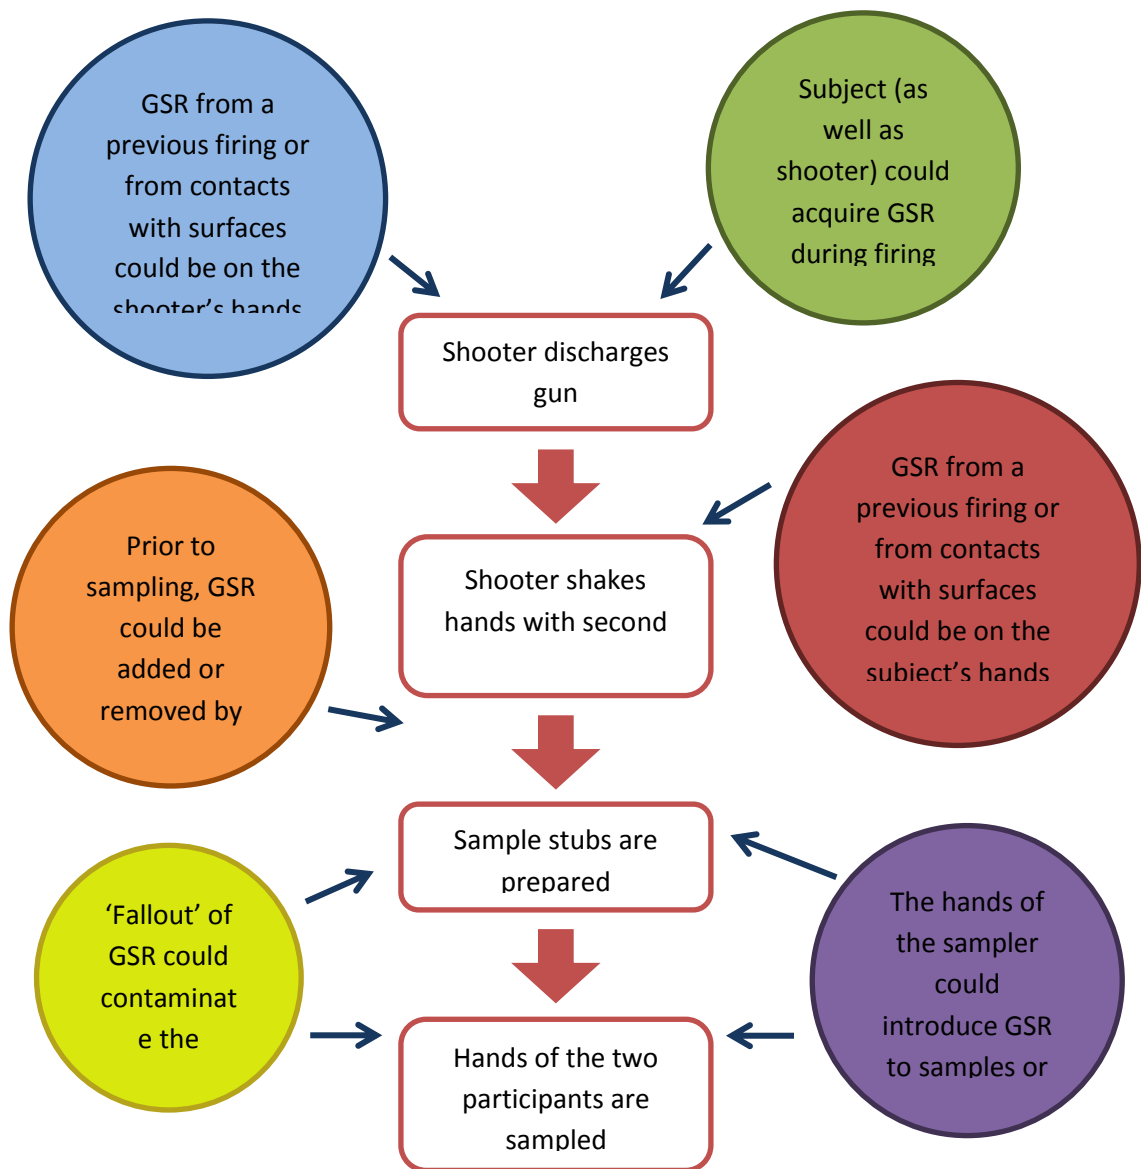 GSR from a
previous firing or
from contacts
with surfaces
could be on the
shooter's hands
Subject (as
well as
shooter) could
acquire GSR
during firing
Shooter discharges
gun
GSR from a
previous firing or
from contacts
with surfaces
could be on the
subject's hands
Prior to
sampling, GSR
could be
added or
removed by
Shooter shakes
hands with second
Sample stubs are
prepared
‘Fallout’ of
GSR could
contaminat
e the
The hands of
the sampler
could
introduce GSR
to samples or
Hands of the two
participants are
sampled